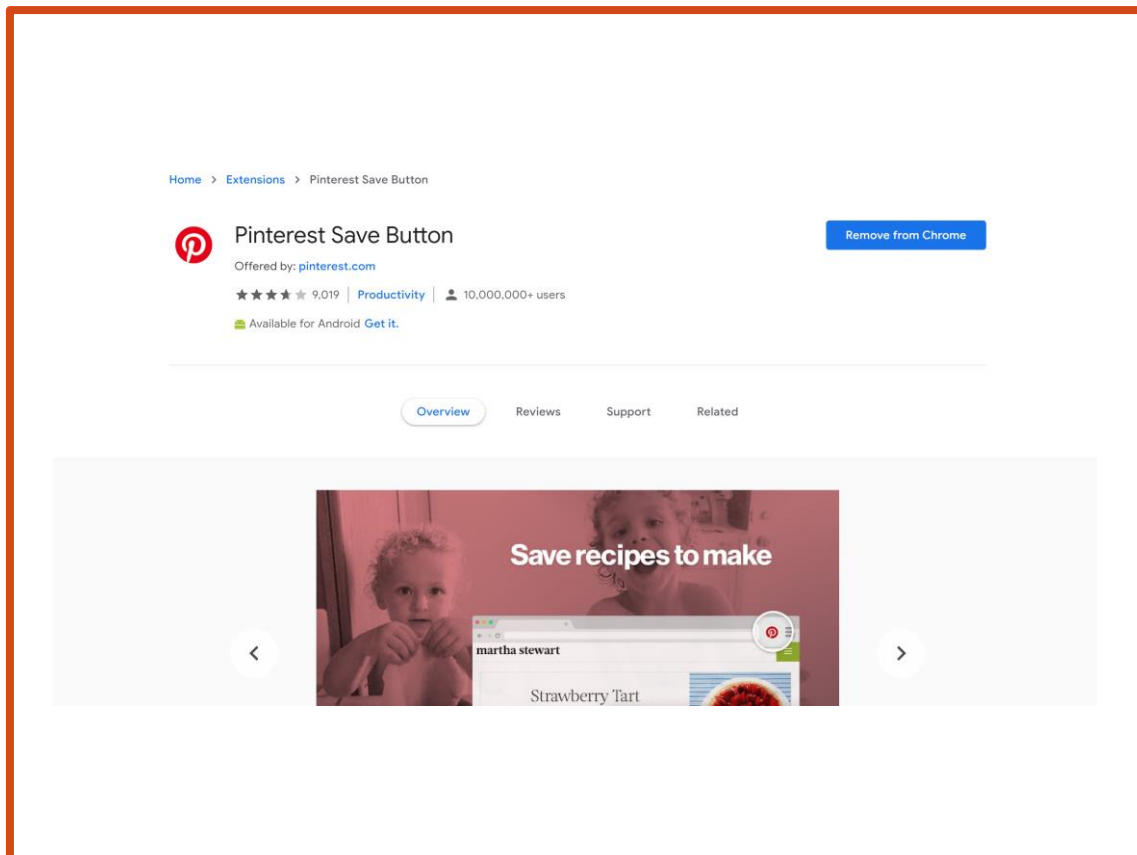 Home > Extensions > Pinterest Save Button
Pinterest Save Button
Remove from Chrome
Offered by: pinterest.com
9,019 | Productivity | 10,000,000+ users
Available for Android Get it.
Overview Reviews Support Related
Save recipes to make
martha stewart
Strawberry Tart